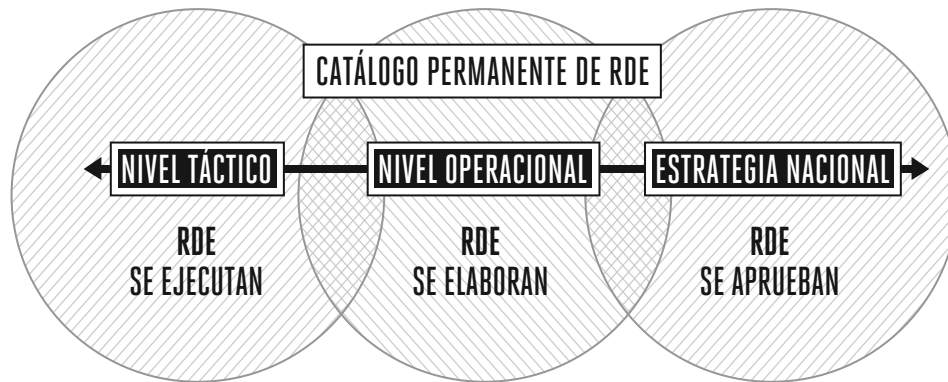 CATÁLOGO PERMANENTE DE RDE
NIVEL TÁCTICO
NIVEL OPERACIONAL
ESTRATEGIA NACIONAL
RDE
SE EJECUTAN
RDE
SE ELABORAN
RDE
SE APRUEBAN